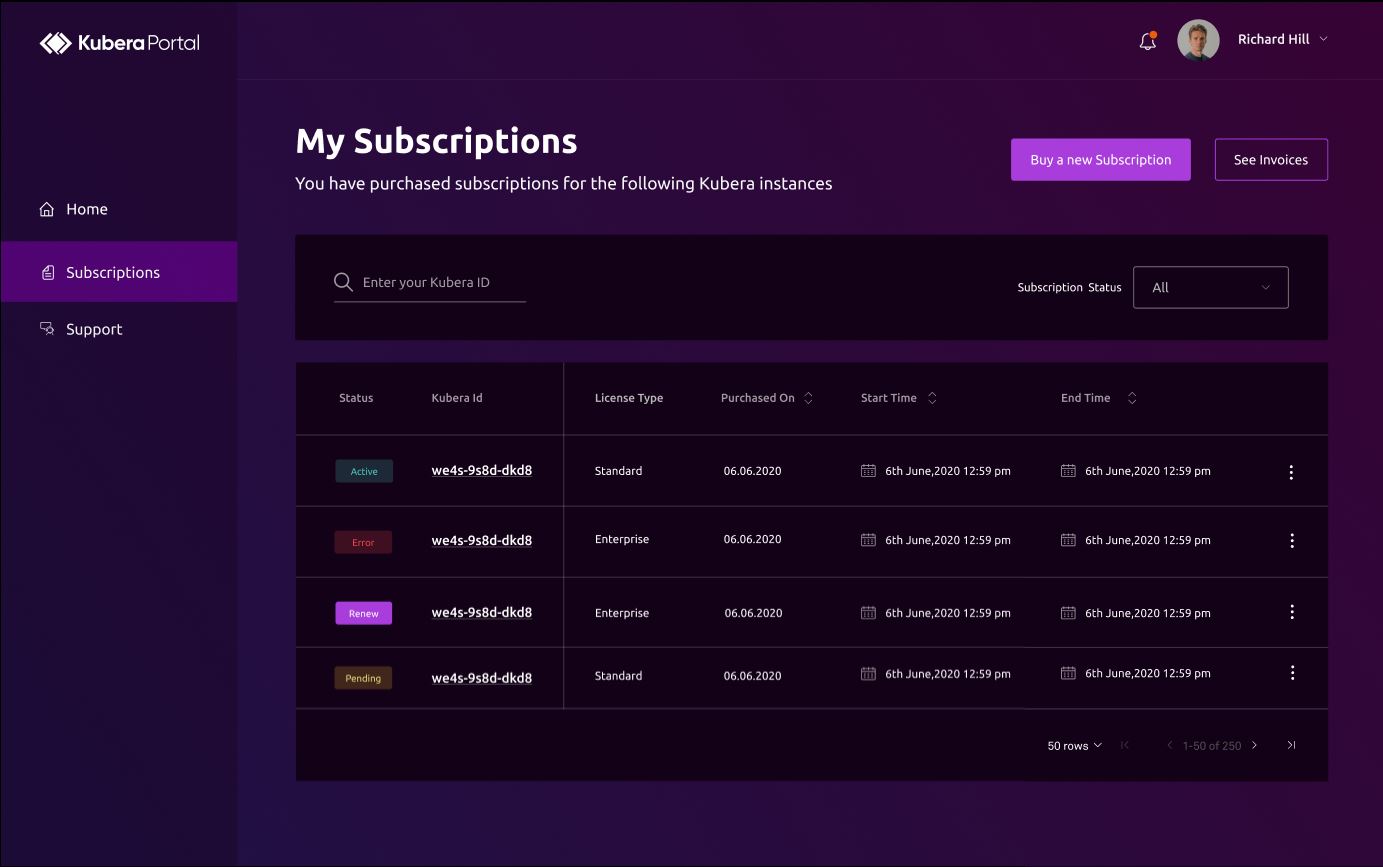 Kubera Portal
Richard Hill
Home
Subscriptions
Support
My Subscriptions
You have purchased subscriptions for the following Kubera instances
Buy a new Subscription
See Invoices
Enter your Kubera ID
Subscription Status
All
Status Kubera Id License Type Purchased On Start Time End Time
Active we4s-9s8d-dkd8 Standard 06.06.2020 6th June,2020 12:59 pm 6th June,2020 12:59 pm
Error we4s-9s8d-dkd8 Enterprise 06.06.2020 6th June,2020 12:59 pm 6th June,2020 12:59 pm
Renew we4s-9s8d-dkd8 Enterprise 06.06.2020 6th June,2020 12:59 pm 6th June,2020 12:59 pm
Pending we4s-9s8d-dkd8 Standard 06.06.2020 6th June,2020 12:59 pm 6th June,2020 12:59 pm
50 rows 1-50 of 250